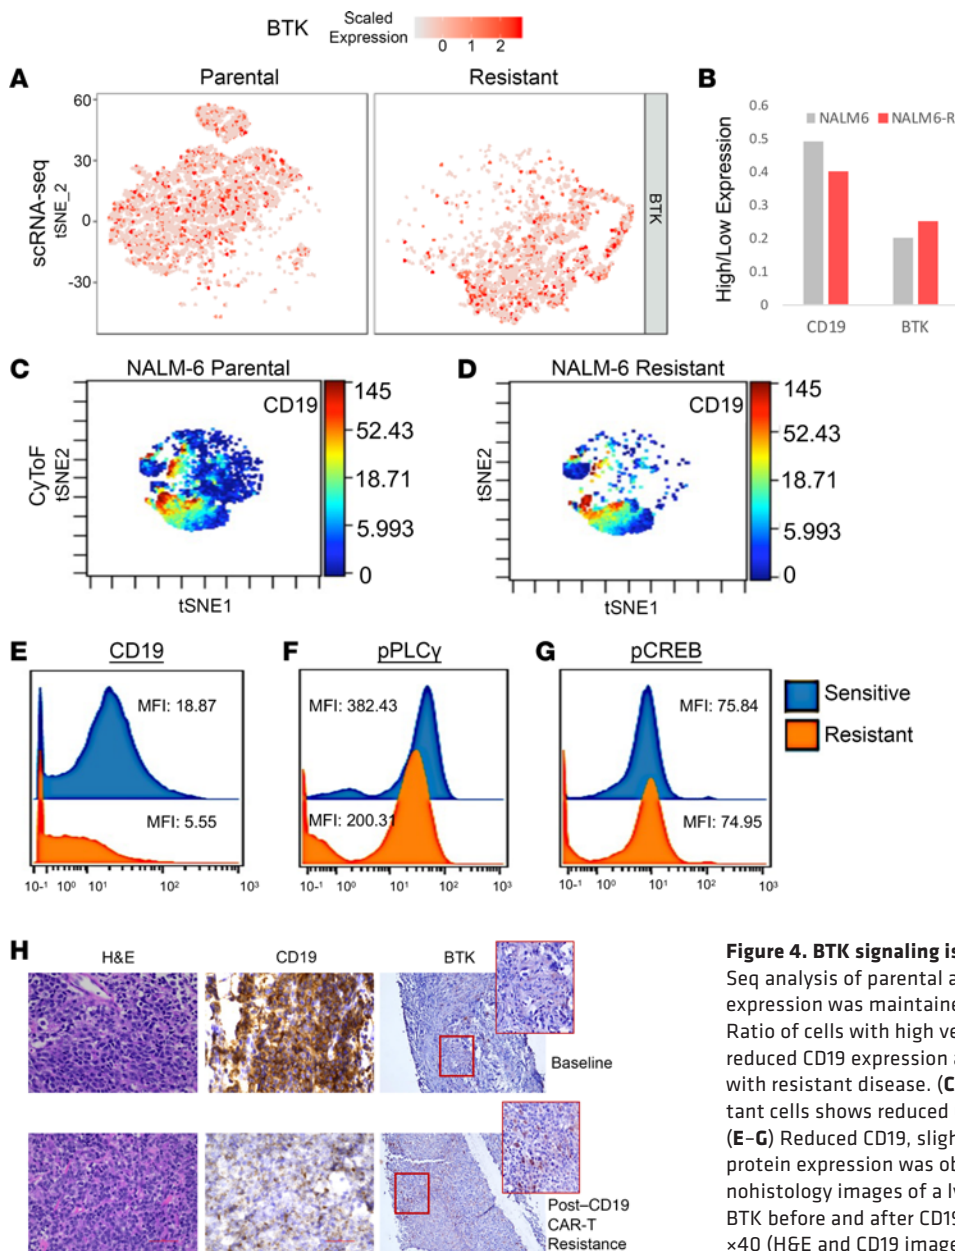 BTK
Scaled
Expression
0 1 2
A
Parental
Resistant
scRNA-seq
tSNE_2
60
30
0
-30
BTK
B
High/Low Expression
0.6
0.5
0.4
0.3
0.2
0.1
0
NALM6 NALM6-R
CD19 BTK
C
NALM-6 Parental
CD19
CyToF
tSNE2
tSNE1
145
52.43
18.71
5.993
0
D
NALM-6 Resistant
CD19
tSNE2
tSNE1
145
52.43
18.71
5.993
0
E
CD19
MFI: 18.87
MFI: 5.55
10-1 10⁰ 10¹ 10² 10³
F
pPLCγ
MFI: 382.43
MFI: 200.31
10-1 10⁰ 10¹ 10² 10³
G
pCREB
MFI: 75.84
MFI: 74.95
10-1 10⁰ 10¹ 10² 10³
Sensitive
Resistant
H
H&E CD19 BTK
Baseline
Post–CD19
CAR-T
Resistance
Figure 4. BTK signaling is
Seq analysis of parental a
expression was maintaine
Ratio of cells with high ve
reduced CD19 expression a
with resistant disease. (C
tant cells shows reduced
(E–G) Reduced CD19, sligh
protein expression was ob
nohistology images of a ly
BTK before and after CD19
×40 (H&E and CD19 image